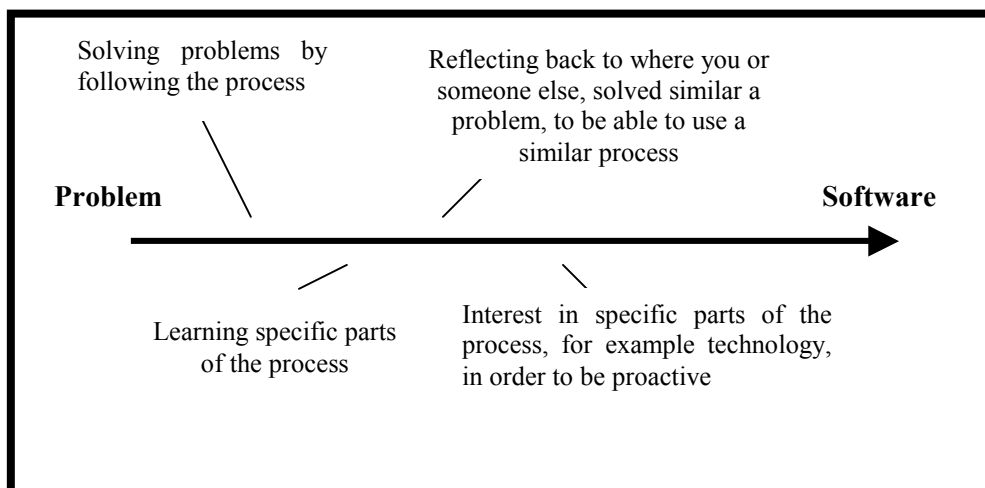 Solving problems by
following the process
Reflecting back to where you or
someone else, solved similar a
problem, to be able to use a
similar process
Problem
Software
Learning specific parts
of the process
Interest in specific parts of the
process, for example technology,
in order to be proactive